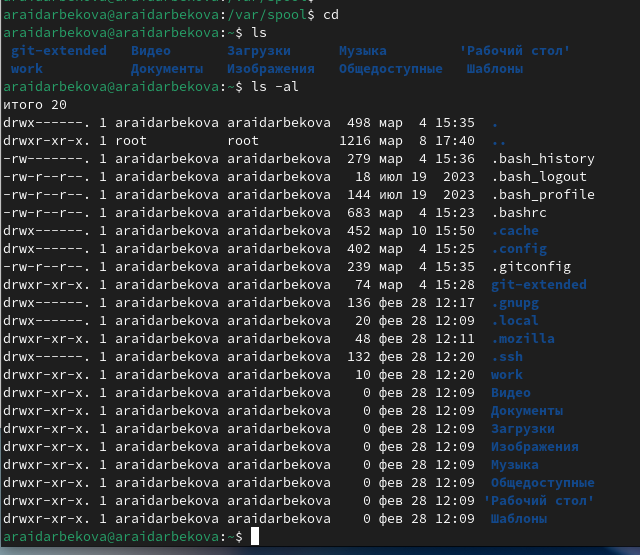 araidarbekova@araidarbekova:/var/spool$
araidarbekova@araidarbekova:/var/spool$ cd
araidarbekova@araidarbekova:~$ ls
git-extended Видео Загрузки Музыка 'Рабочий стол'
work Документы Изображения Общедоступные Шаблоны
araidarbekova@araidarbekova:~$ ls -al
итого 20
drwx------. 1 araidarbekova araidarbekova 498 мар 4 15:35 .
drwxr-xr-x. 1 root root 1216 мар 8 17:40 ..
-rw-------. 1 araidarbekova araidarbekova 279 мар 4 15:36 .bash_history
-rw-r--r--. 1 araidarbekova araidarbekova 18 июл 19 2023 .bash_logout
-rw-r--r--. 1 araidarbekova araidarbekova 144 июл 19 2023 .bash_profile
-rw-r--r--. 1 araidarbekova araidarbekova 683 мар 4 15:23 .bashrc
drwx------. 1 araidarbekova araidarbekova 452 мар 10 15:50 .cache
drwx------. 1 araidarbekova araidarbekova 402 мар 4 15:25 .config
-rw-r--r--. 1 araidarbekova araidarbekova 239 мар 4 15:35 .gitconfig
drwxr-xr-x. 1 araidarbekova araidarbekova 74 мар 4 15:28 git-extended
drwx------. 1 araidarbekova araidarbekova 136 фев 28 12:17 .gnupg
drwx------. 1 araidarbekova araidarbekova 20 фев 28 12:09 .local
drwxr-xr-x. 1 araidarbekova araidarbekova 48 фев 28 12:11 .mozilla
drwx------. 1 araidarbekova araidarbekova 132 фев 28 12:20 .ssh
drwxr-xr-x. 1 araidarbekova araidarbekova 10 фев 28 12:20 work
drwxr-xr-x. 1 araidarbekova araidarbekova 0 фев 28 12:09 Видео
drwxr-xr-x. 1 araidarbekova araidarbekova 0 фев 28 12:09 Документы
drwxr-xr-x. 1 araidarbekova araidarbekova 0 фев 28 12:09 Загрузки
drwxr-xr-x. 1 araidarbekova araidarbekova 0 фев 28 12:09 Изображения
drwxr-xr-x. 1 araidarbekova araidarbekova 0 фев 28 12:09 Музыка
drwxr-xr-x. 1 araidarbekova araidarbekova 0 фев 28 12:09 Общедоступные
drwxr-xr-x. 1 araidarbekova araidarbekova 0 фев 28 12:09 'Рабочий стол'
drwxr-xr-x. 1 araidarbekova araidarbekova 0 фев 28 12:09 Шаблоны
araidarbekova@araidarbekova:~$